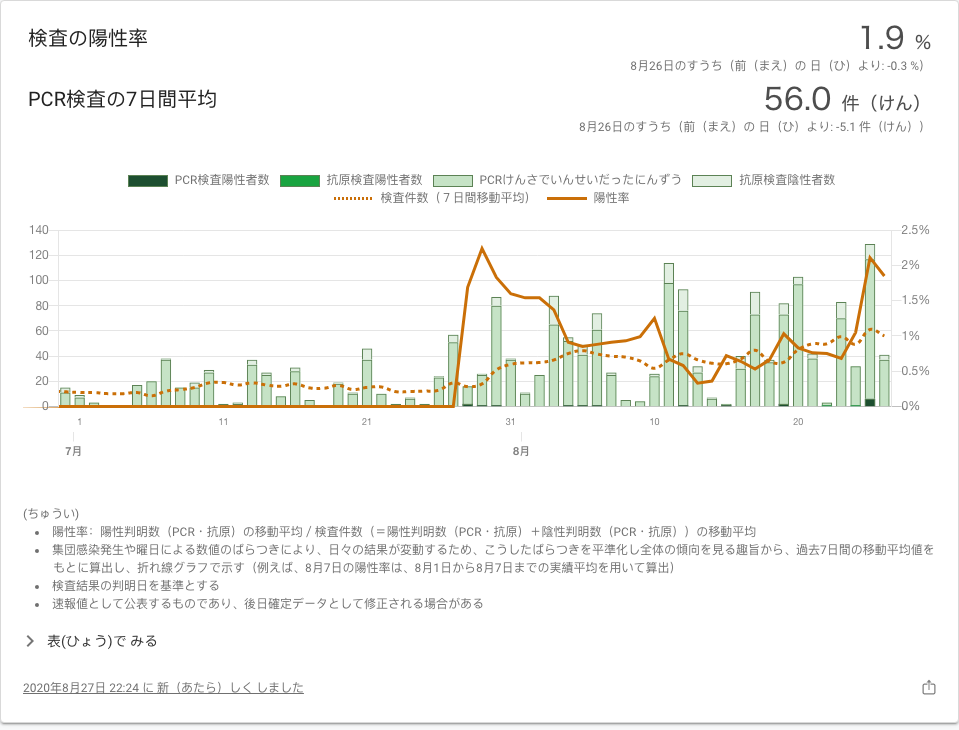 検査の陽性率
1.9 %
8月26日のすうち（前（まえ）の 日（ひ）より: -0.3 %）
PCR検査の7日間平均
56.0 件（けん）
8月26日のすうち（前（まえ）の 日（ひ）より: -5.1 件（けん））
PCR検査陽性者数 抗原検査陽性者数 PCRけんさでいんせいだったにんずう 抗原検査陰性者数
検査件数（７日間移動平均） 陽性率
140 2.5%
120 2%
100
80 1.5%
60 1%
40 0.5%
20
0 0%
1 11 21 31 10 20
7月 8月
(ちゅうい)
陽性率：陽性判明数（PCR・抗原）の移動平均 / 検査件数（＝陽性判明数（PCR・抗原）＋陰性判明数（PCR・抗原））の移動平均
集団感染発生や曜日による数値のばらつきにより、日々の結果が変動するため、こうしたばらつきを平準化し全体の傾向を見る趣旨から、過去7日間の移動平均値を
もとに算出し、折れ線グラフで示す（例えば、8月7日の陽性率は、8月1日から8月7日までの実績平均を用いて算出）
検査結果の判明日を基準とする
速報値として公表するものであり、後日確定データとして修正される場合がある
表(ひょう)で みる
2020年8月27日 22:24 に 新（あたら）しく しました